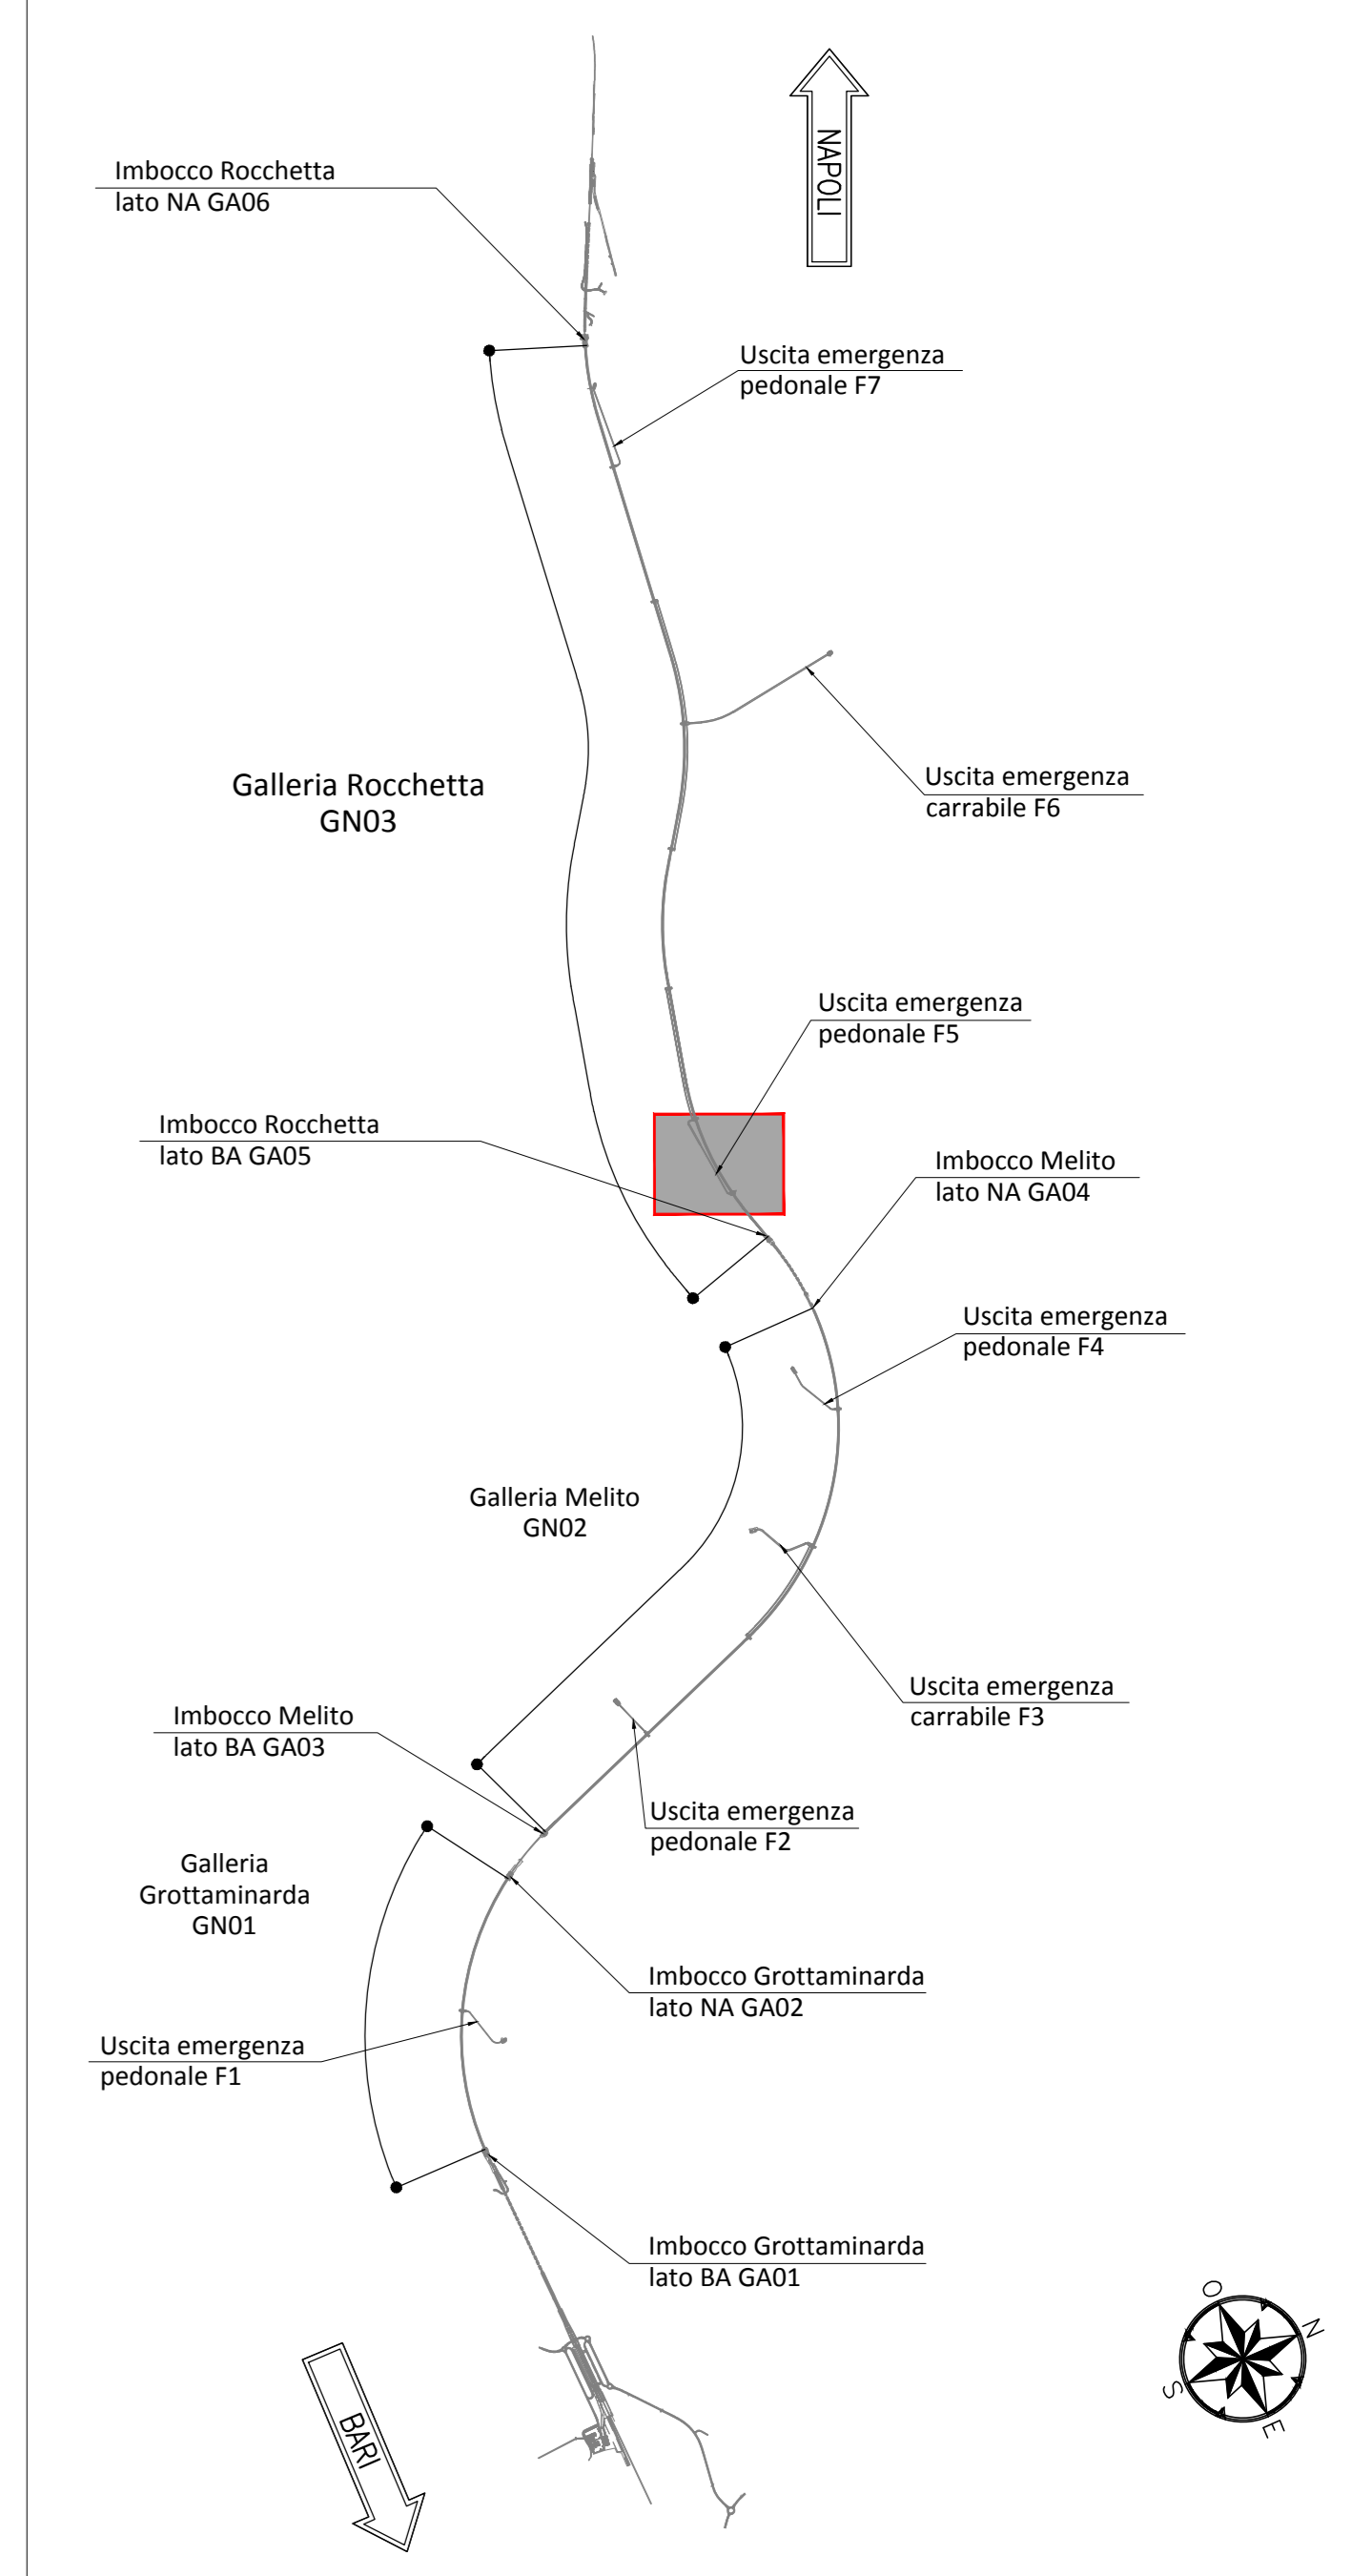 NAPOLI
Imbocco Rocchetta
lato NA GA06
Uscita emergenza
pedonale F7
Galleria Rocchetta
GN03
Uscita emergenza
carrabile F6
Uscita emergenza
pedonale F5
Imbocco Rocchetta
lato BA GA05
Imbocco Melito
lato NA GA04
Uscita emergenza
pedonale F4
Galleria Melito
GN02
Uscita emergenza
carrabile F3
Imbocco Melito
lato BA GA03
Uscita emergenza
pedonale F2
Galleria
Grottaminarda
GN01
Imbocco Grottaminarda
lato NA GA02
Uscita emergenza
pedonale F1
Imbocco Grottaminarda
lato BA GA01
BARI
O
N
S
E